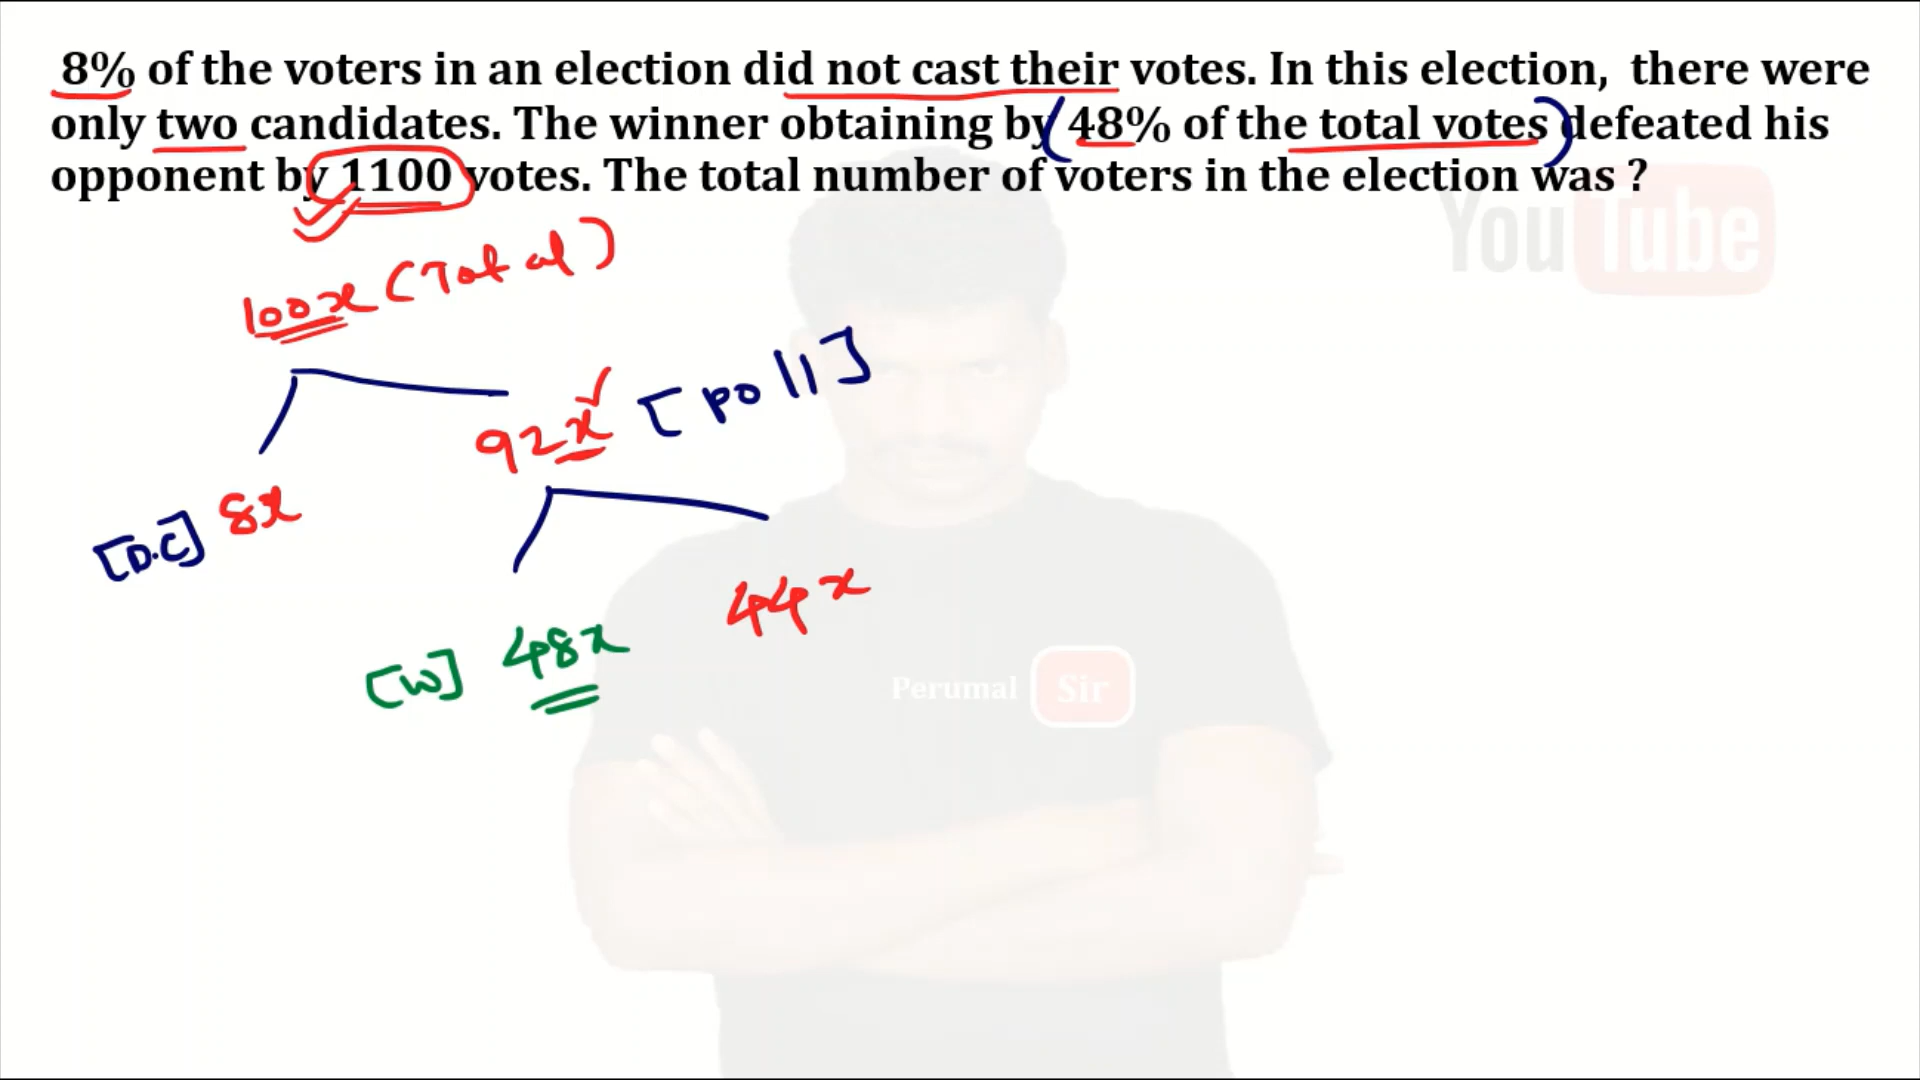 8% of the voters in an election did not cast their votes. In this election, there were
only two candidates. The winner obtaining by 48% of the total votes defeated his
opponent by 1100 votes. The total number of voters in the election was ?
YouTube
100x (Total)
92x [poll]
[D.C] 8x
44x
[W] 48x
Perumal Sir